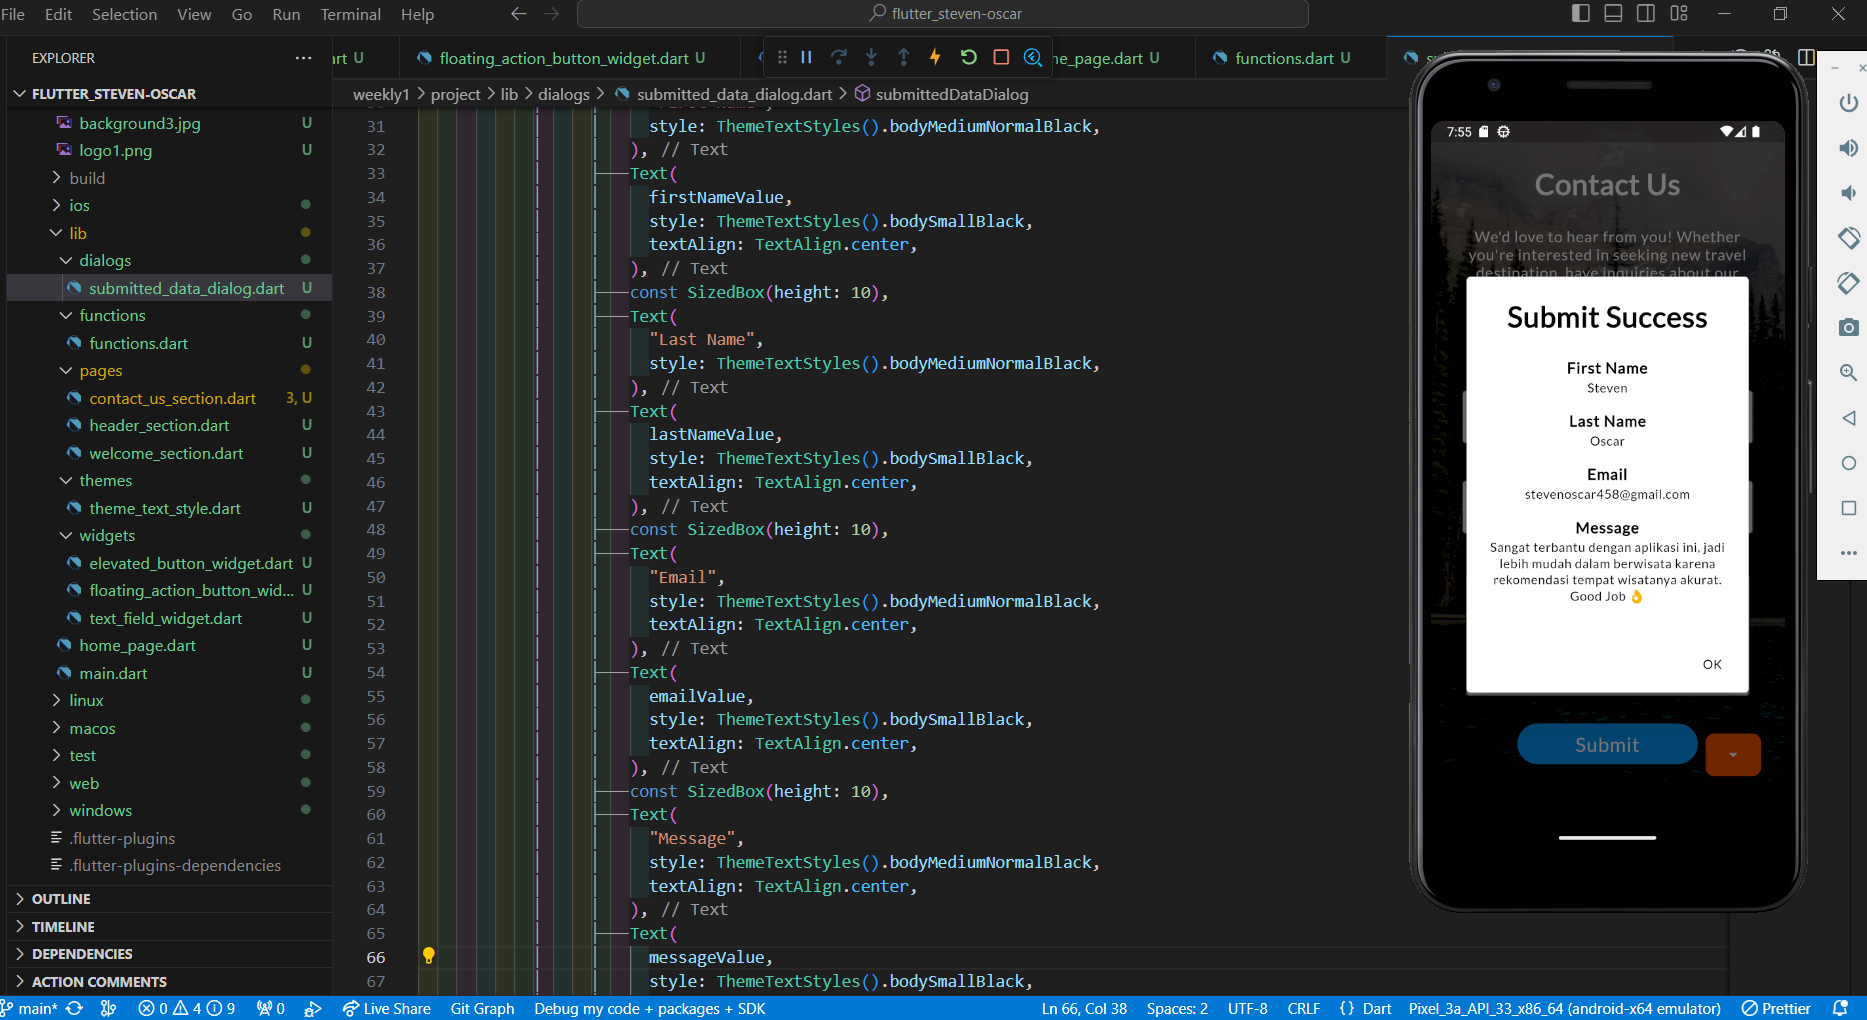 File Edit Selection View Go Run Terminal Help
flutter_steven-oscar
EXPLORER
FLUTTER_STEVEN-OSCAR
background3.jpg U
logo1.png U
build
ios
lib
dialogs
submitted_data_dialog.dart U
functions
functions.dart U
pages
contact_us_section.dart 3, U
header_section.dart U
welcome_section.dart U
themes
theme_text_style.dart U
widgets
elevated_button_widget.dart U
floating_action_button_wid... U
text_field_widget.dart U
home_page.dart U
main.dart U
linux
macos
test
web
windows
.flutter-plugins
.flutter-plugins-dependencies
OUTLINE
TIMELINE
DEPENDENCIES
ACTION COMMENTS
art U
floating_action_button_widget.dart U
ne_page.dart U
functions.dart U
weekly1 > project > lib > dialogs > submitted_data_dialog.dart > submittedDataDialog
31 style: ThemeTextStyles().bodyMediumNormalBlack,
32 ), // Text
33 Text(
34 firstNameValue,
35 style: ThemeTextStyles().bodySmallBlack,
36 textAlign: TextAlign.center,
37 ), // Text
38 const SizedBox(height: 10),
39 Text(
40 "Last Name",
41 style: ThemeTextStyles().bodyMediumNormalBlack,
42 ), // Text
43 Text(
44 lastNameValue,
45 style: ThemeTextStyles().bodySmallBlack,
46 textAlign: TextAlign.center,
47 ), // Text
48 const SizedBox(height: 10),
49 Text(
50 "Email",
51 style: ThemeTextStyles().bodyMediumNormalBlack,
52 textAlign: TextAlign.center,
53 ), // Text
54 Text(
55 emailValue,
56 style: ThemeTextStyles().bodySmallBlack,
57 textAlign: TextAlign.center,
58 ), // Text
59 const SizedBox(height: 10),
60 Text(
61 "Message",
62 style: ThemeTextStyles().bodyMediumNormalBlack,
63 textAlign: TextAlign.center,
64 ), // Text
65 Text(
66 messageValue,
67 style: ThemeTextStyles().bodySmallBlack,
7:55
Contact Us
We'd love to hear from you! Whether
you're interested in seeking new travel
destination, have inquiries about our
Submit Success
First Name
Steven
Last Name
Oscar
Email
stevenoscar458@gmail.com
Message
Sangat terbantu dengan aplikasi ini, jadi
lebih mudah dalam berwisata karena
rekomendasi tempat wisatanya akurat.
Good Job 👌
OK
Submit
main* 0 4 9 0 Live Share Git Graph Debug my code + packages + SDK Ln 66, Col 38 Spaces: 2 UTF-8 CRLF {} Dart Pixel_3a_API_33_x86_64 (android-x64 emulator) Prettier